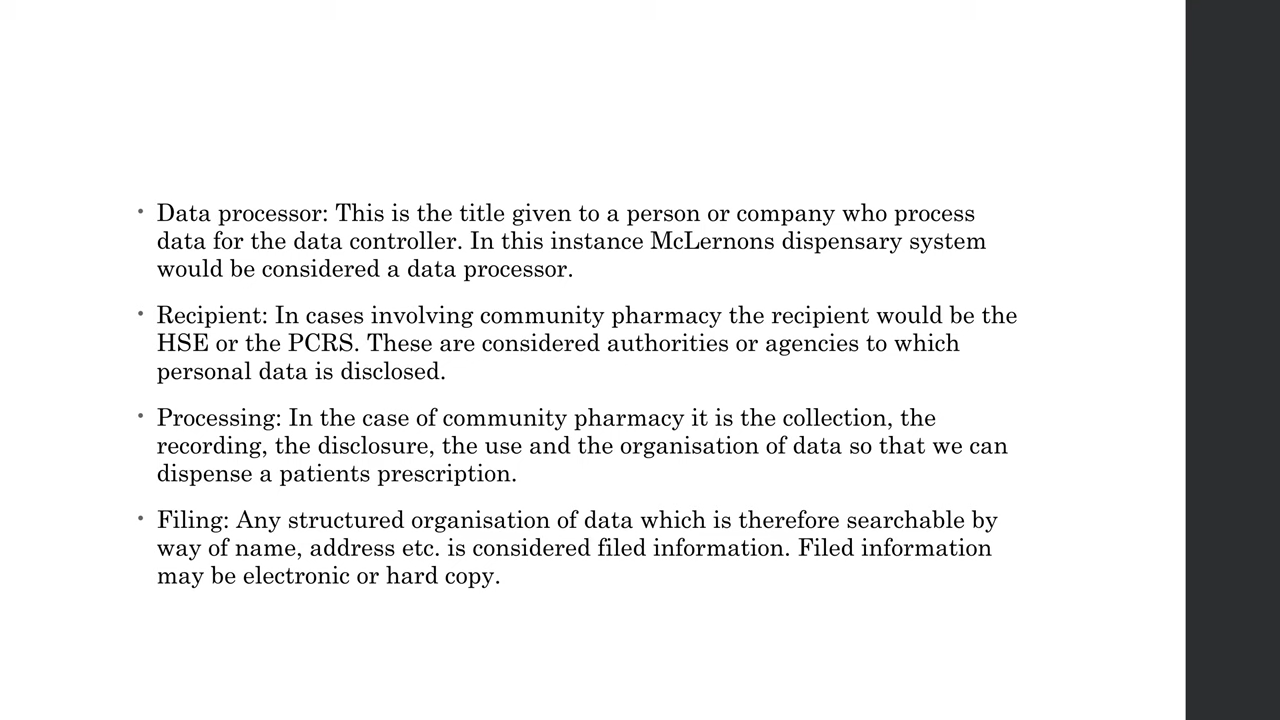 • Data processor: This is the title given to a person or company who process
data for the data controller. In this instance McLernons dispensary system
would be considered a data processor.
• Recipient: In cases involving community pharmacy the recipient would be the
HSE or the PCRS. These are considered authorities or agencies to which
personal data is disclosed.
• Processing: In the case of community pharmacy it is the collection, the
recording, the disclosure, the use and the organisation of data so that we can
dispense a patients prescription.
• Filing: Any structured organisation of data which is therefore searchable by
way of name, address etc. is considered filed information. Filed information
may be electronic or hard copy.